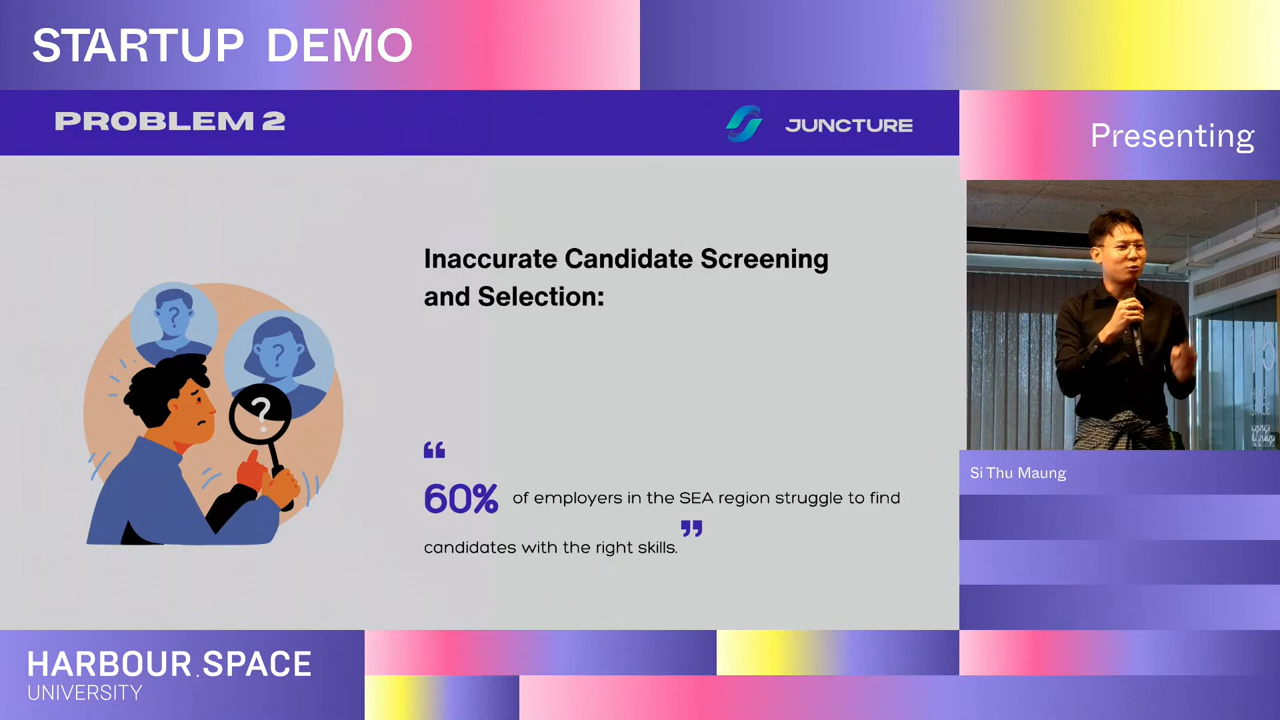 STARTUP DEMO
PROBLEM 2
JUNCTURE
Presenting
Inaccurate Candidate Screening
and Selection:
?
?
?
“
60% of employers in the SEA region struggle to find
candidates with the right skills.”
Si Thu Maung
HARBOUR.SPACE
UNIVERSITY